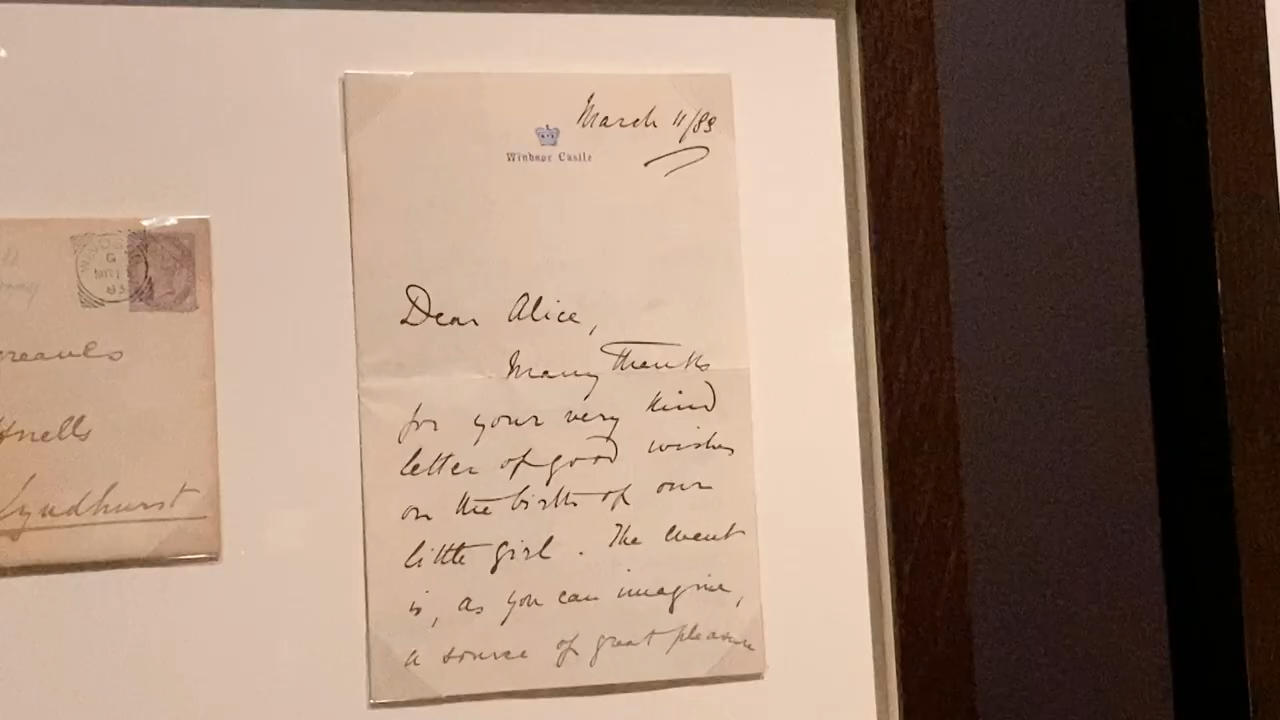 March 11/83
Windsor Castle
Dear Alice,
Many thanks
for your very kind
letter of good wishes
on the birth of our
little girl. The event
is, as you can imagine,
a source of great pleasure
G
83
Lyndhurst